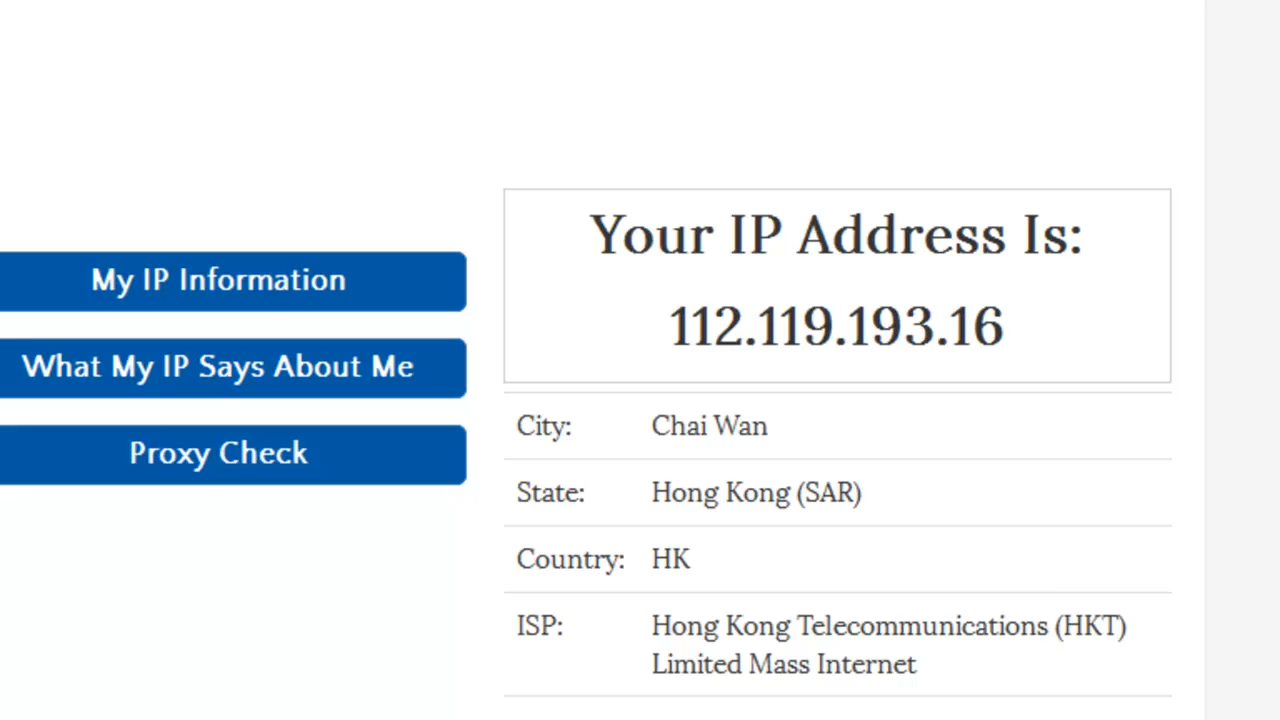 Your IP Address Is:
112.119.193.16
My IP Information
What My IP Says About Me
Proxy Check
City: Chai Wan
State: Hong Kong (SAR)
Country: HK
ISP: Hong Kong Telecommunications (HKT)
Limited Mass Internet